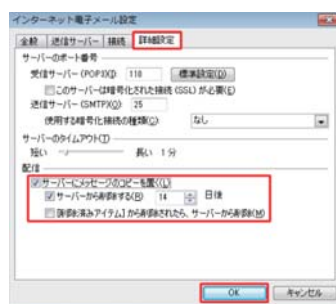 インターネット電子メール設定
全般 送信サーバー 接続 詳細設定
サーバーのポート番号
受信サーバー (POP3)(I) 110 標準設定(D)
このサーバーは暗号化された接続 (SSL) が必要(E)
送信サーバー (SMTP)(O) 25
使用する暗号化接続の種類(C): なし
サーバーのタイムアウト(T)
短い 長い 1 分
配信
サーバーにメッセージのコピーを置く(L)
サーバーから削除する(R) 14 日後
[削除済みアイテム] から削除されたら、サーバーから削除(M)
OK キャンセル